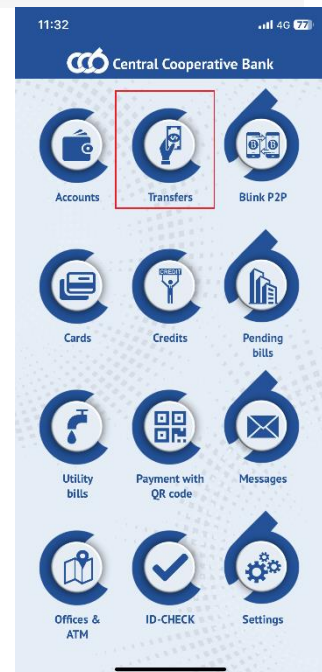 11:32 4G 77
CCB Central Cooperative Bank
Accounts Transfers Blink P2P
CREDIT
Cards Credits Pending
bills
Utility Payment with Messages
bills QR code
Offices & ID-CHECK Settings
ATM